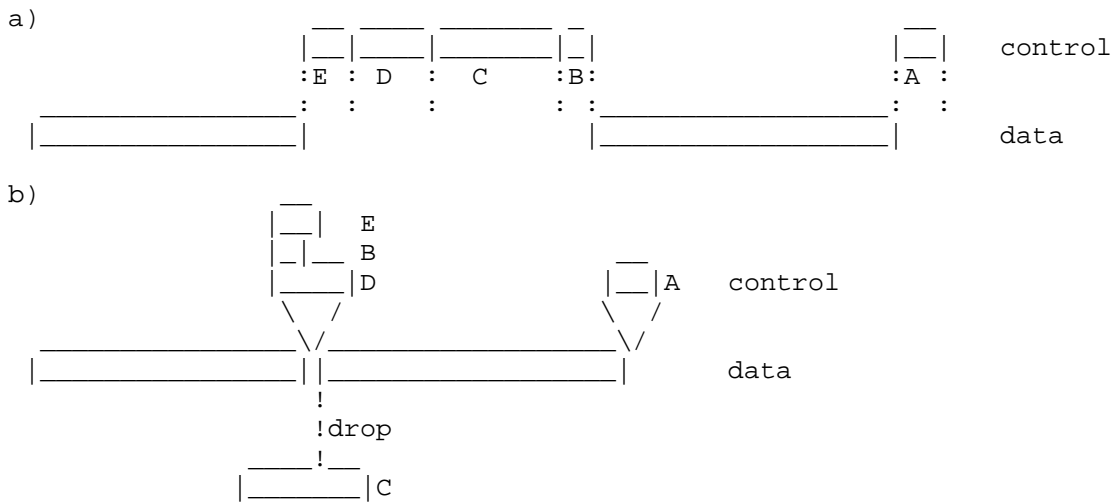 a)
control
E D C B A
data
b)
E
B
D A control
data
drop
C